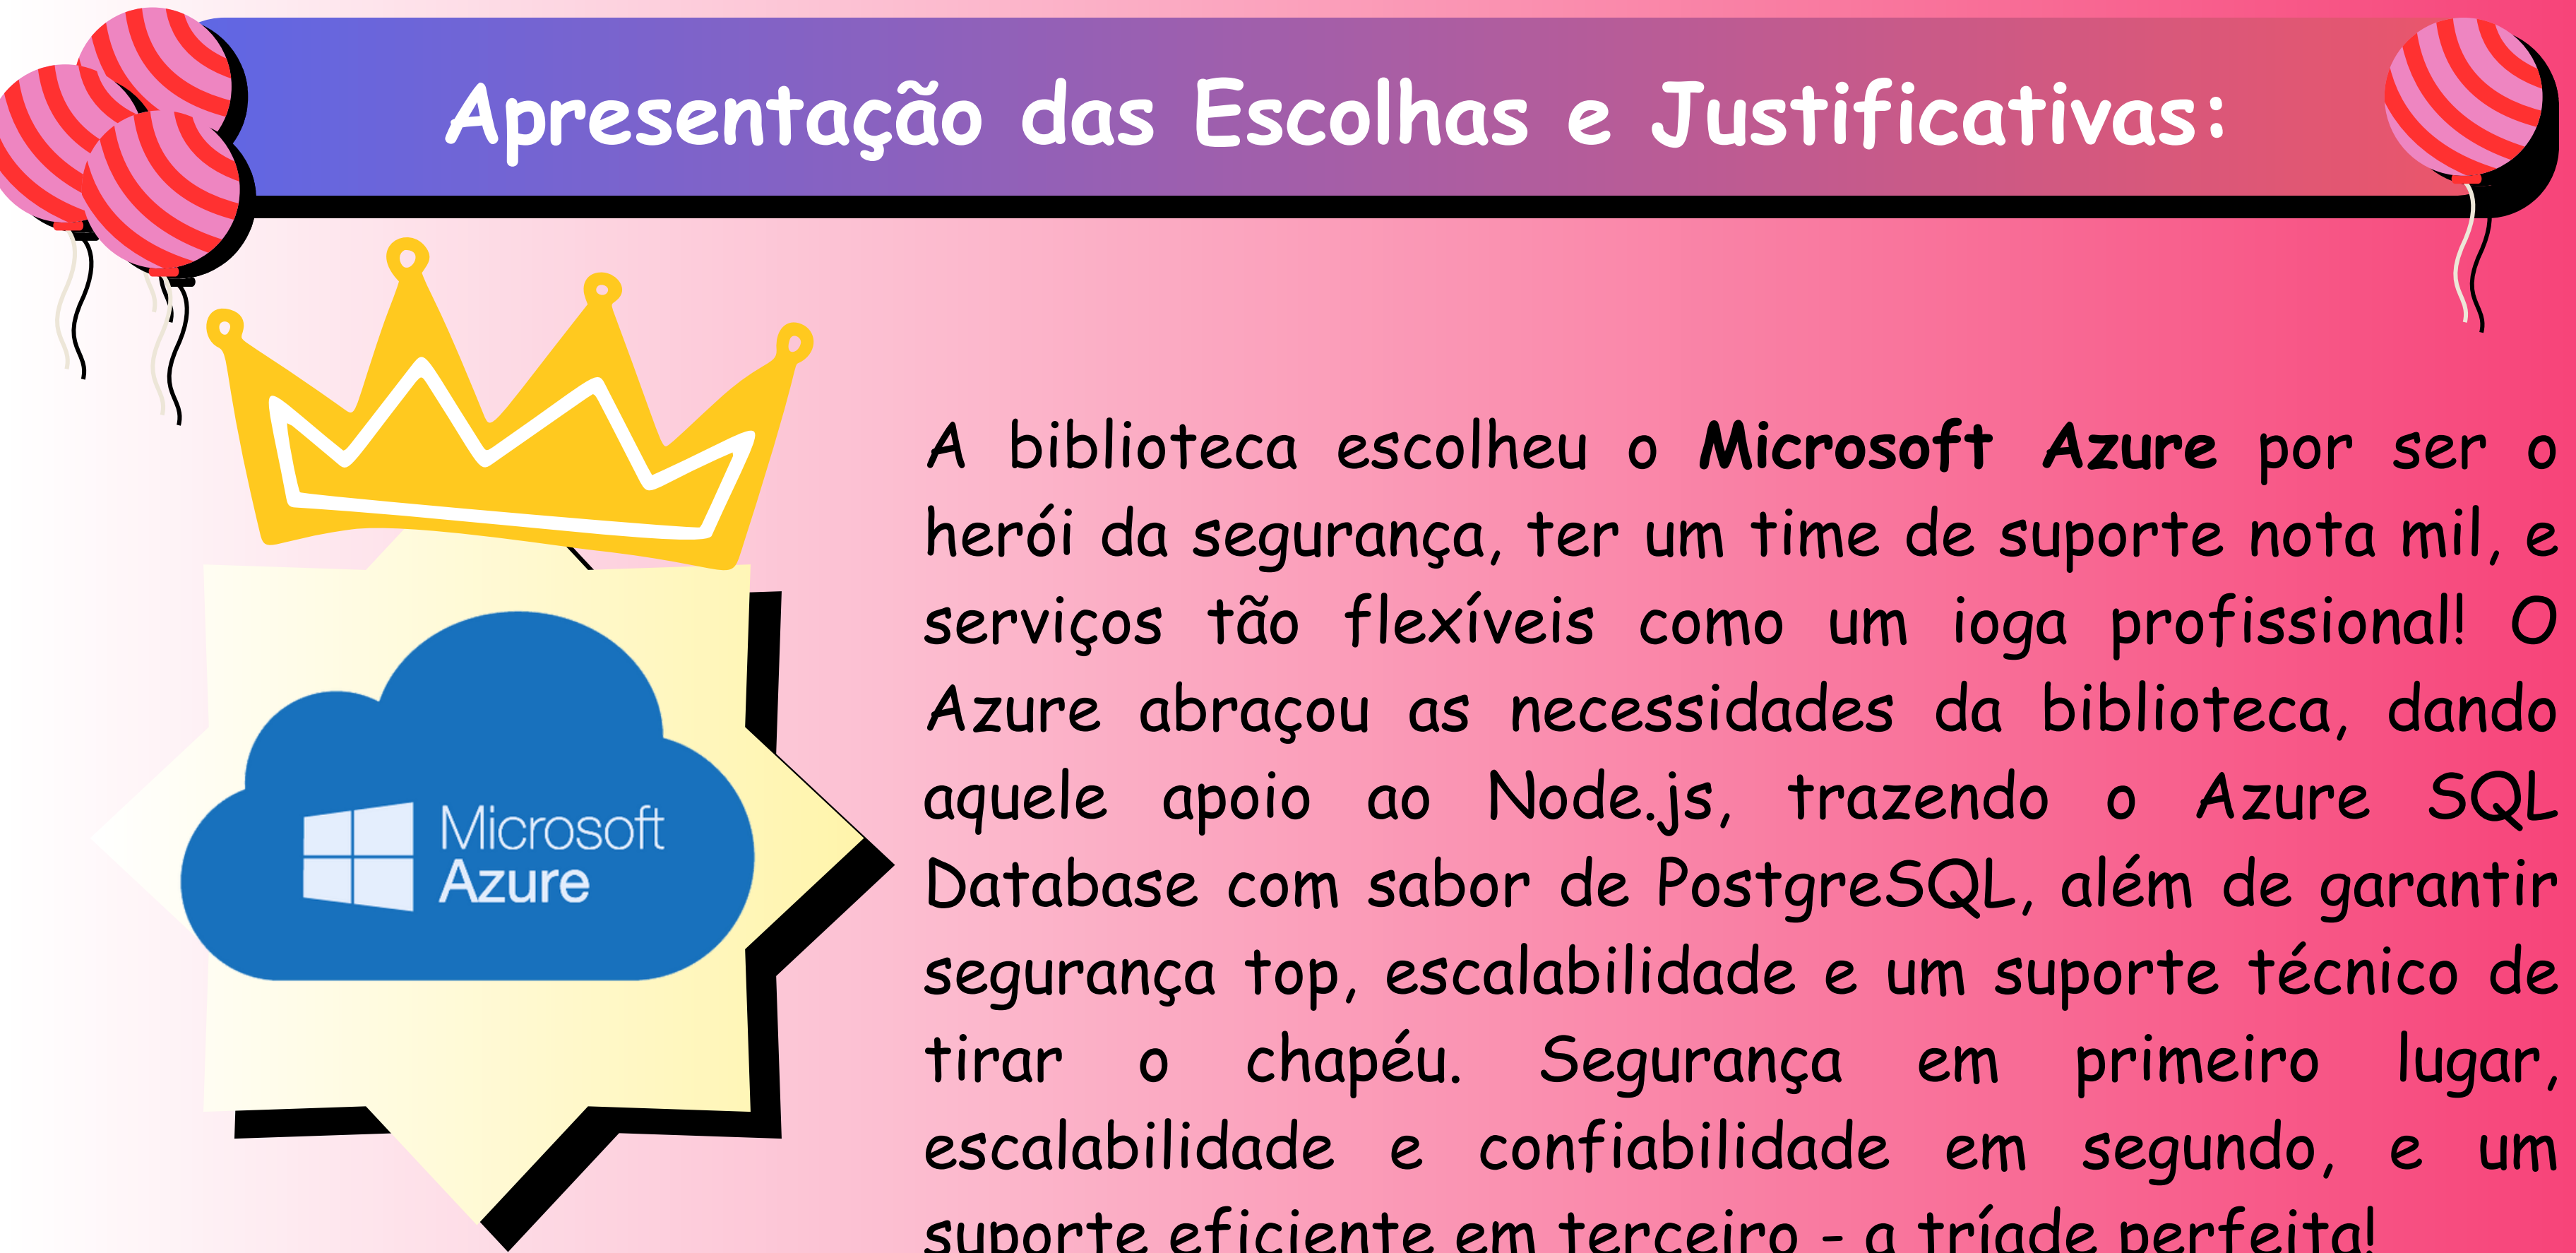 Apresentação das Escolhas e Justificativas:
A biblioteca escolheu o Microsoft Azure por ser o
herói da segurança, ter um time de suporte nota mil, e
serviços tão flexíveis como um ioga profissional! O
Azure abraçou as necessidades da biblioteca, dando
aquele apoio ao Node.js, trazendo o Azure SQL
Database com sabor de PostgreSQL, além de garantir
segurança top, escalabilidade e um suporte técnico de
tirar o chapéu. Segurança em primeiro lugar,
escalabilidade e confiabilidade em segundo, e um
suporte eficiente em terceiro - a tríade perfeita!
Microsoft
Azure